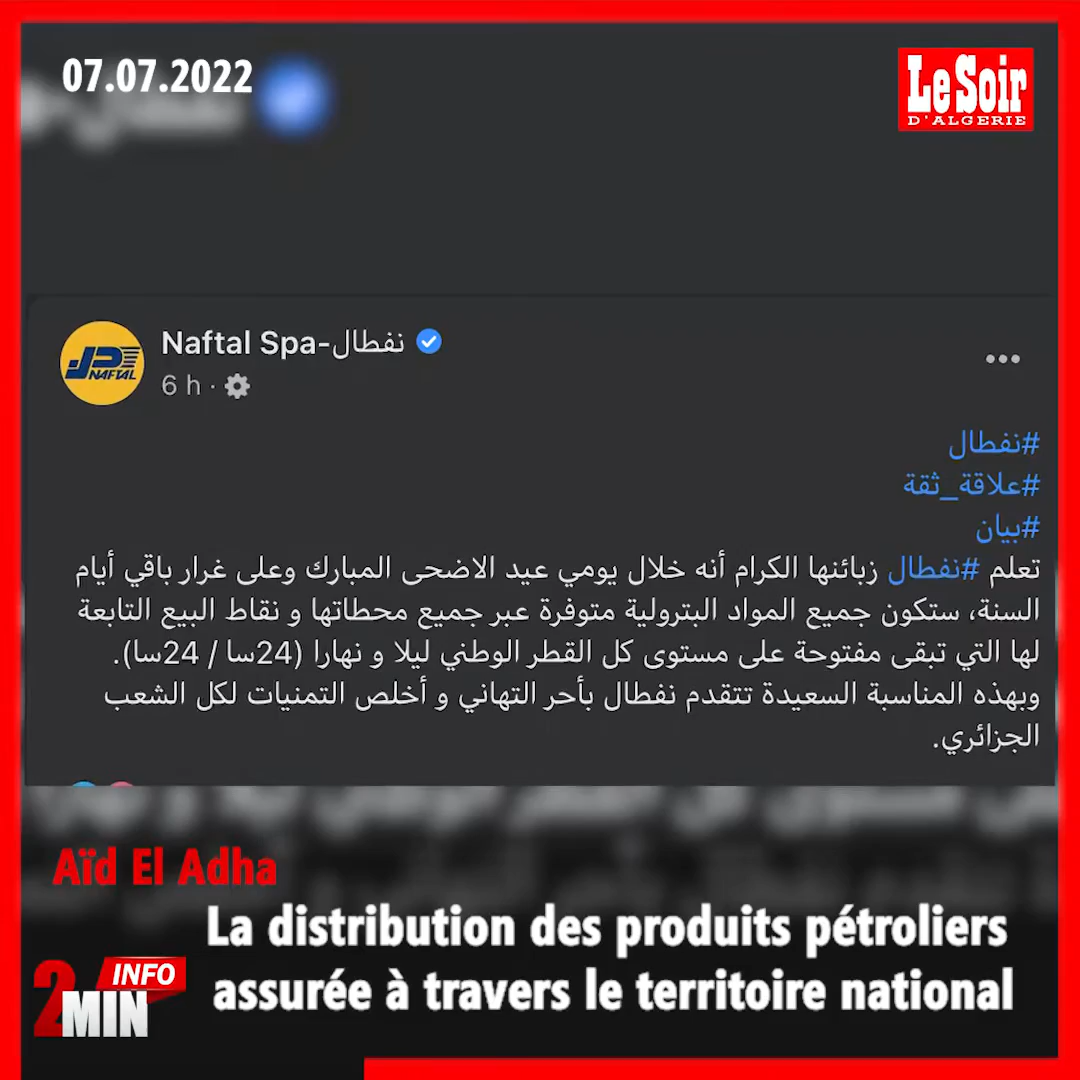 07.07.2022
Le Soir
D'ALGERIE
Naftal Spa-نفطال
NAFTAL
6 h ·
#نفطال
#علاقة_ثقة
#بيان
تعلم #نفطال زبائنها الكرام أنه خلال يومي عيد الاضحى المبارك وعلى غرار باقي أيام
السنة، ستكون جميع المواد البترولية متوفرة عبر جميع محطاتها و نقاط البيع التابعة
لها التي تبقى مفتوحة على مستوى كل القطر الوطني ليلا و نهارا (24سا / 24سا).
وبهذه المناسبة السعيدة تتقدم نفطال بأحر التهاني و أخلص التمنيات لكل الشعب
الجزائري.
Aïd El Adha
La distribution des produits pétroliers
assurée à travers le territoire national
2 INFO
MIN